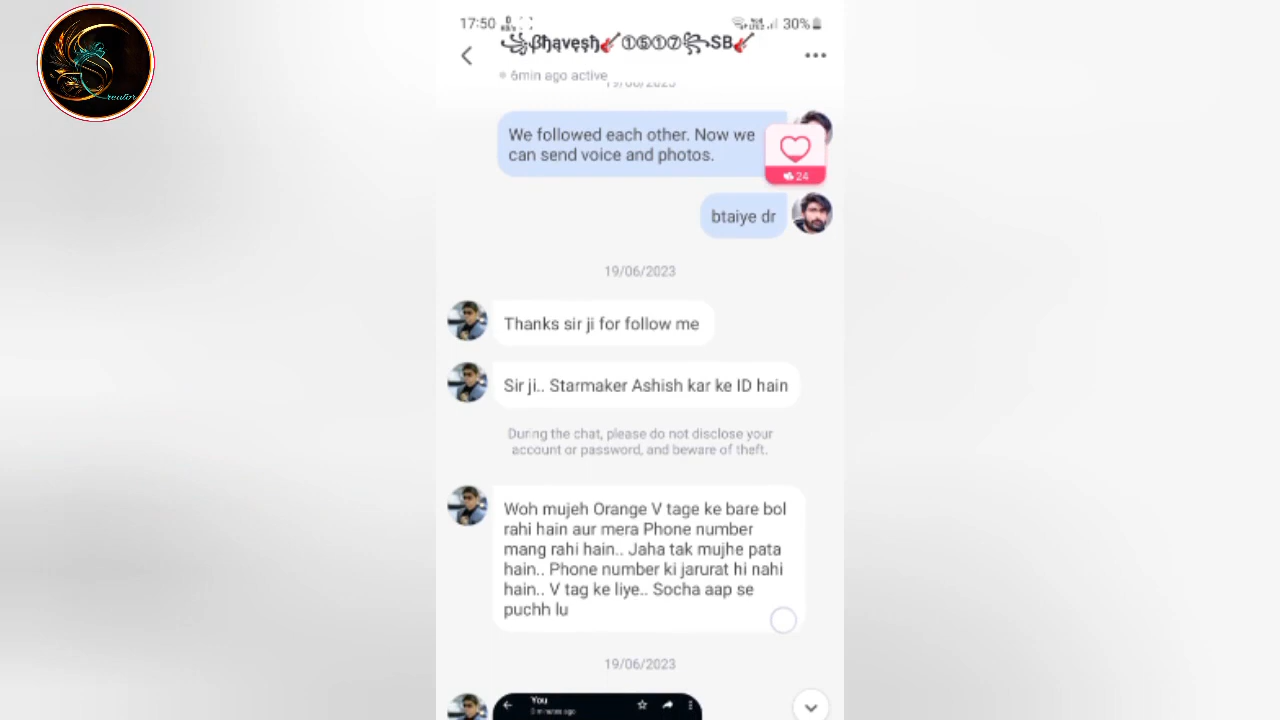 17:50
30%
꧁βђąνęşђ🎸①⑤①⑦꧂SB🎸
6min ago active
19/06/2023
We followed each other. Now we
can send voice and photos.
24
btaiye dr
19/06/2023
Thanks sir ji for follow me
Sir ji.. Starmaker Ashish kar ke ID hain
During the chat, please do not disclose your
account or password, and beware of theft.
Woh mujeh Orange V tage ke bare bol
rahi hain aur mera Phone number
mang rahi hain.. Jaha tak mujhe pata
hain.. Phone number ki jarurat hi nahi
hain.. V tag ke liye.. Socha aap se
puchh lu
19/06/2023
You
minutes ago